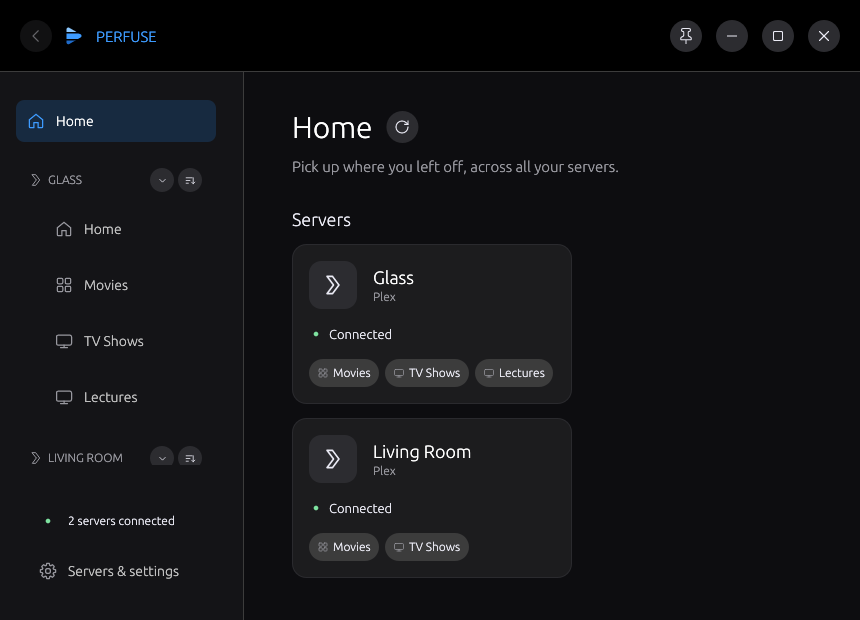 PERFUSE
Home
GLASS
Home
Movies
TV Shows
Lectures
LIVING ROOM
2 servers connected
Servers & settings
Home
Pick up where you left off, across all your servers.
Servers
Glass
Plex
Connected
Movies TV Shows Lectures
Living Room
Plex
Connected
Movies TV Shows